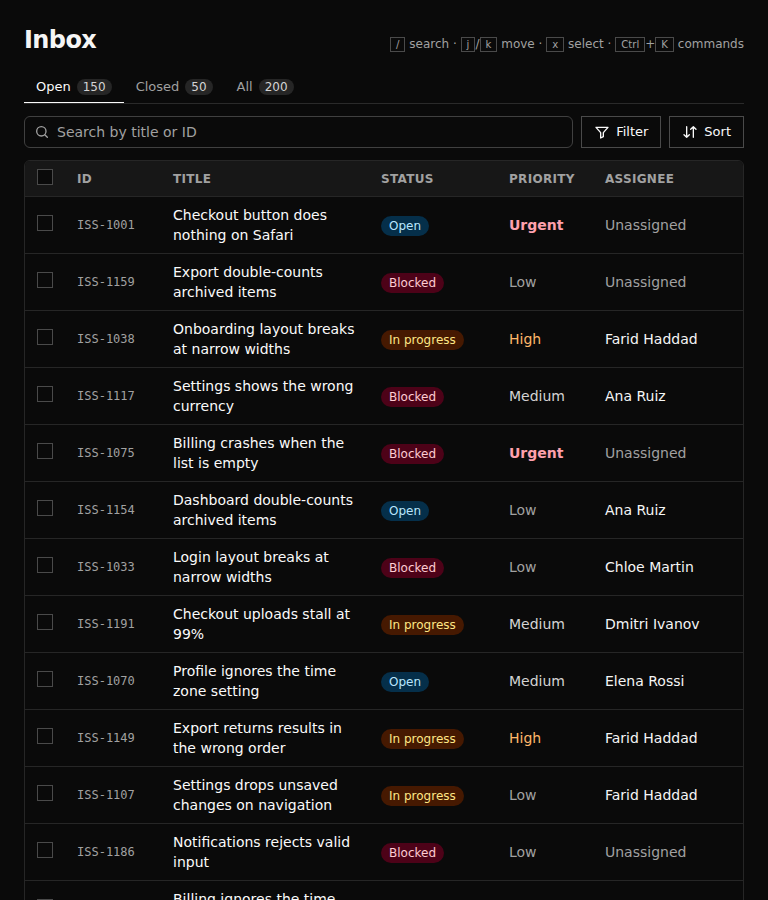 Inbox
/ search · j/k move · x select · Ctrl+K commands
Open 150 Closed 50 All 200
Search by title or ID Filter Sort
ID TITLE STATUS PRIORITY ASSIGNEE
ISS-1001 Checkout button does nothing on Safari Open Urgent Unassigned
ISS-1159 Export double-counts archived items Blocked Low Unassigned
ISS-1038 Onboarding layout breaks at narrow widths In progress High Farid Haddad
ISS-1117 Settings shows the wrong currency Blocked Medium Ana Ruiz
ISS-1075 Billing crashes when the list is empty Blocked Urgent Unassigned
ISS-1154 Dashboard double-counts archived items Open Low Ana Ruiz
ISS-1033 Login layout breaks at narrow widths Blocked Low Chloe Martin
ISS-1191 Checkout uploads stall at 99% In progress Medium Dmitri Ivanov
ISS-1070 Profile ignores the time zone setting Open Medium Elena Rossi
ISS-1149 Export returns results in the wrong order In progress High Farid Haddad
ISS-1107 Settings drops unsaved changes on navigation In progress Low Farid Haddad
ISS-1186 Notifications rejects valid input Blocked Low Unassigned
Billing ignores the time